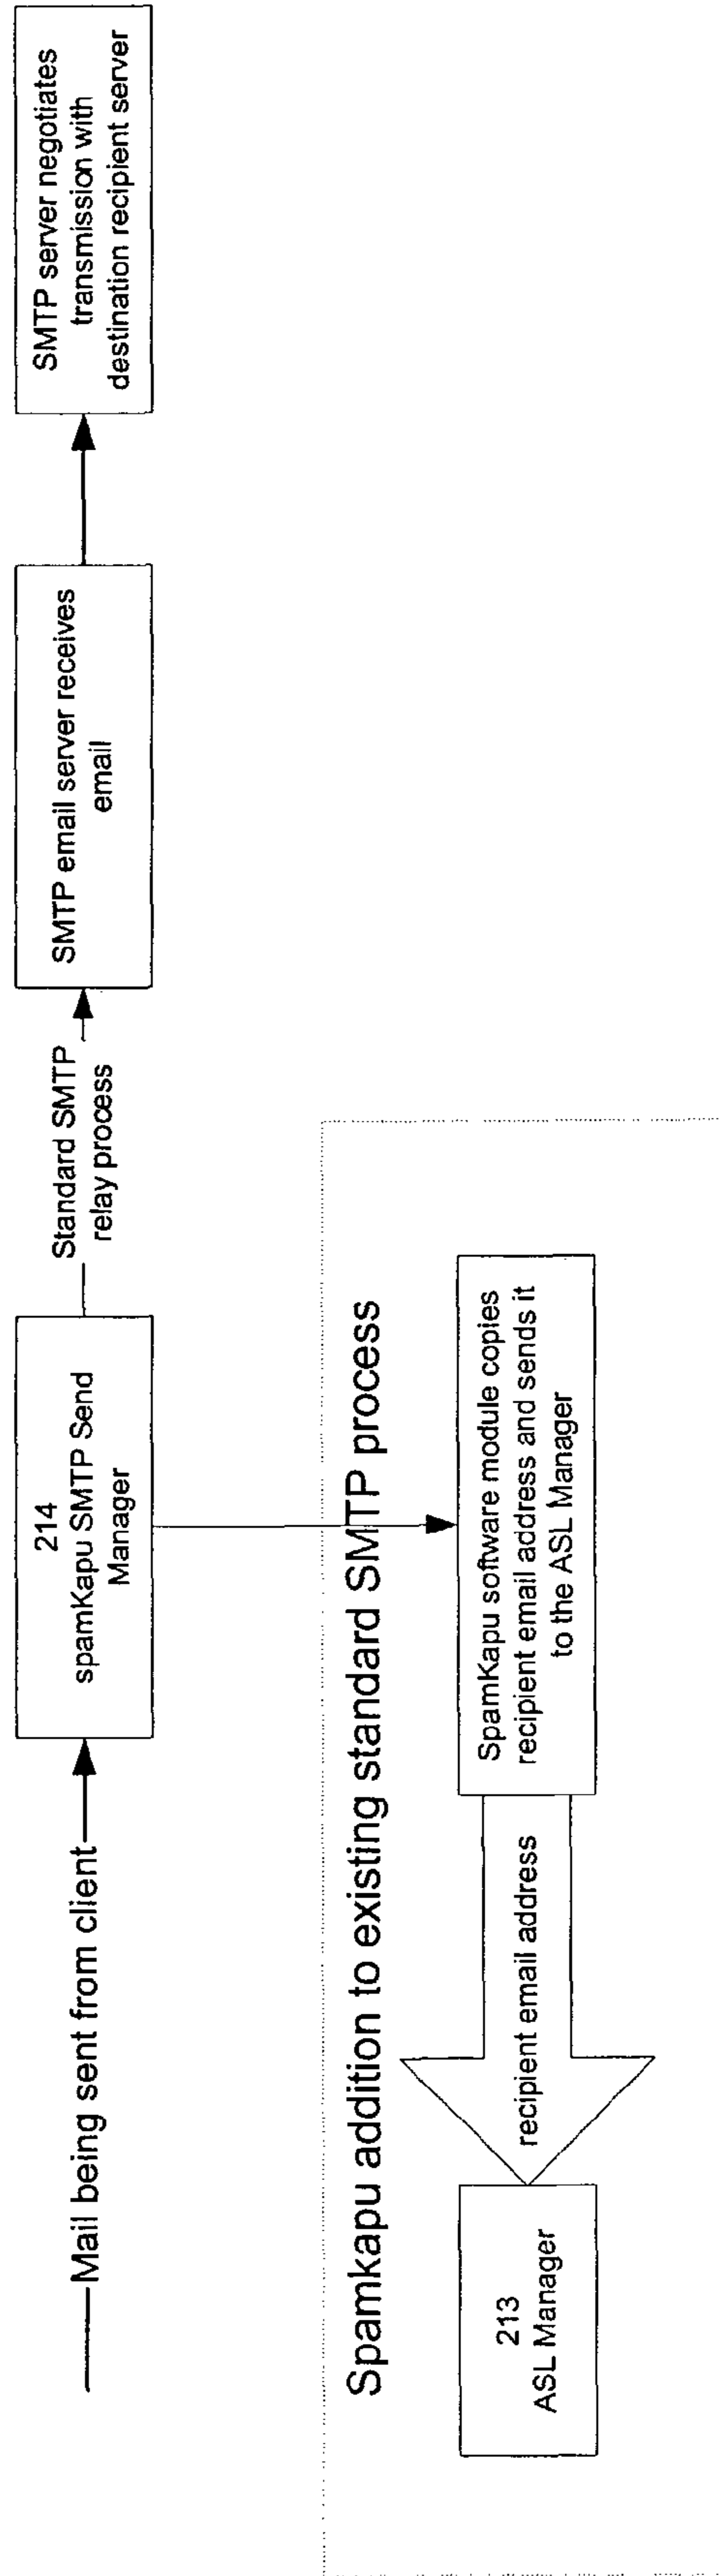 Mail being sent from client
214
spamKapu SMTP Send
Manager
Standard SMTP
relay process
SMTP email server receives
email
SMTP server negotiates
transmission with
destination recipient server
Spamkapu addition to existing standard SMTP process
SpamKapu software module copies
recipient email address and sends it
to the ASL Manager
recipient email address
213
ASL Manager